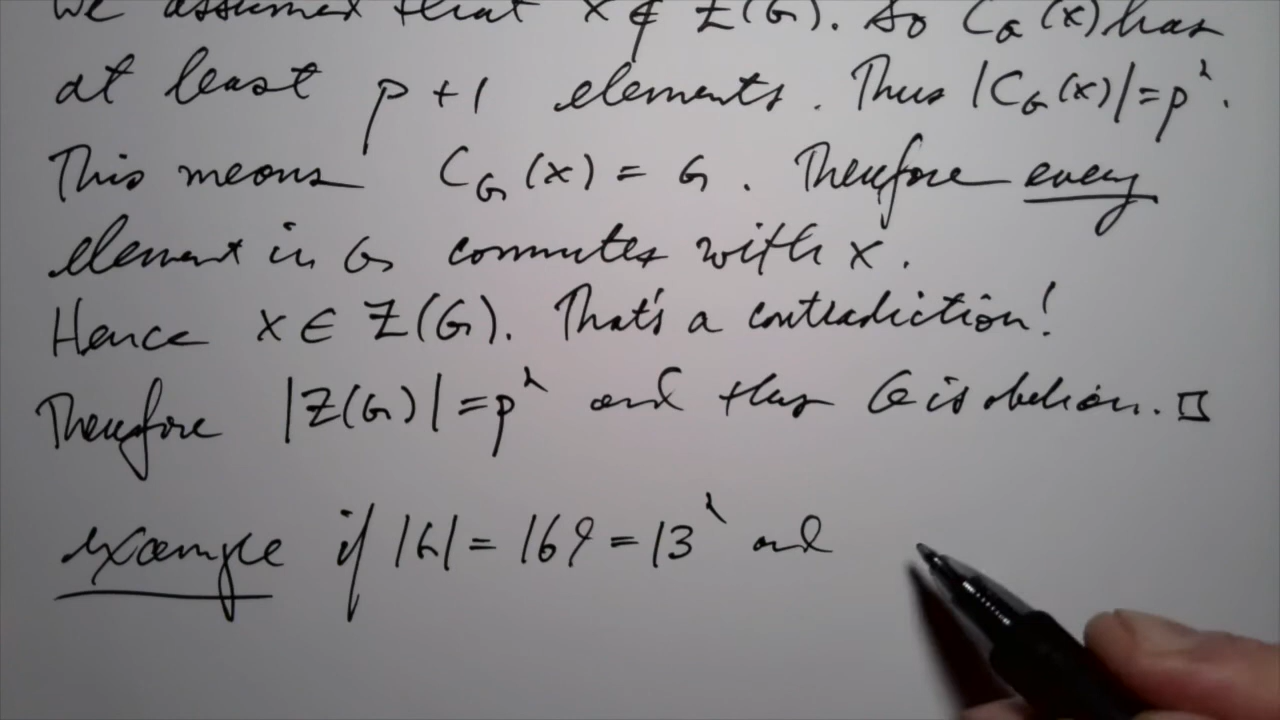 We assumed that x ∉ Z(G). So C_G(x) has
at least p+1 elements. Thus |C_G(x)| = p².
This means C_G(x) = G. Therefore every
element in G commutes with x.
Hence x ∈ Z(G). That's a contradiction!
Therefore |Z(G)| = p² and thus G is abelian. □
example if |G| = 169 = 13² and